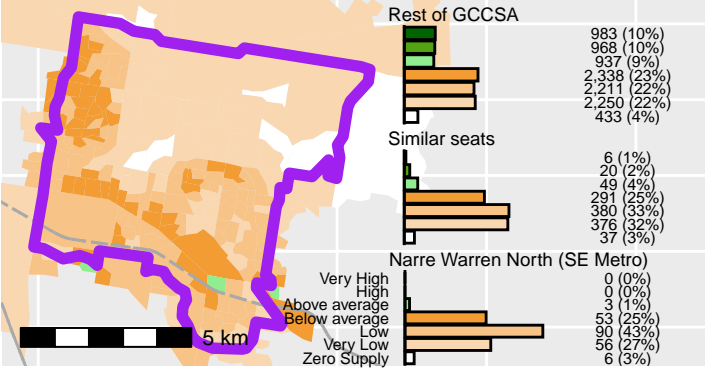 Rest of GCCSA
983 (10%)
968 (10%)
937 (9%)
2,338 (23%)
2,211 (22%)
2,250 (22%)
433 (4%)
Similar seats
6 (1%)
20 (2%)
49 (4%)
291 (25%)
380 (33%)
376 (32%)
37 (3%)
Narre Warren North (SE Metro)
Very High 0 (0%)
High 0 (0%)
Above average 3 (1%)
Below average 53 (25%)
Low 90 (43%)
Very Low 56 (27%)
Zero Supply 6 (3%)
5 km